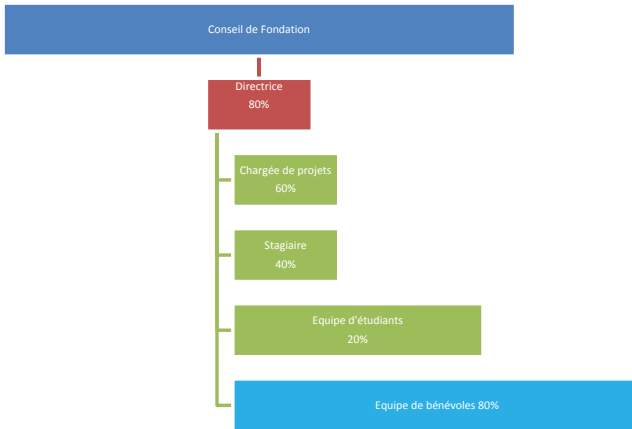 Conseil de Fondation
Directrice
80%
Chargée de projets
60%
Stagiaire
40%
Equipe d'étudiants
20%
Equipe de bénévoles 80%